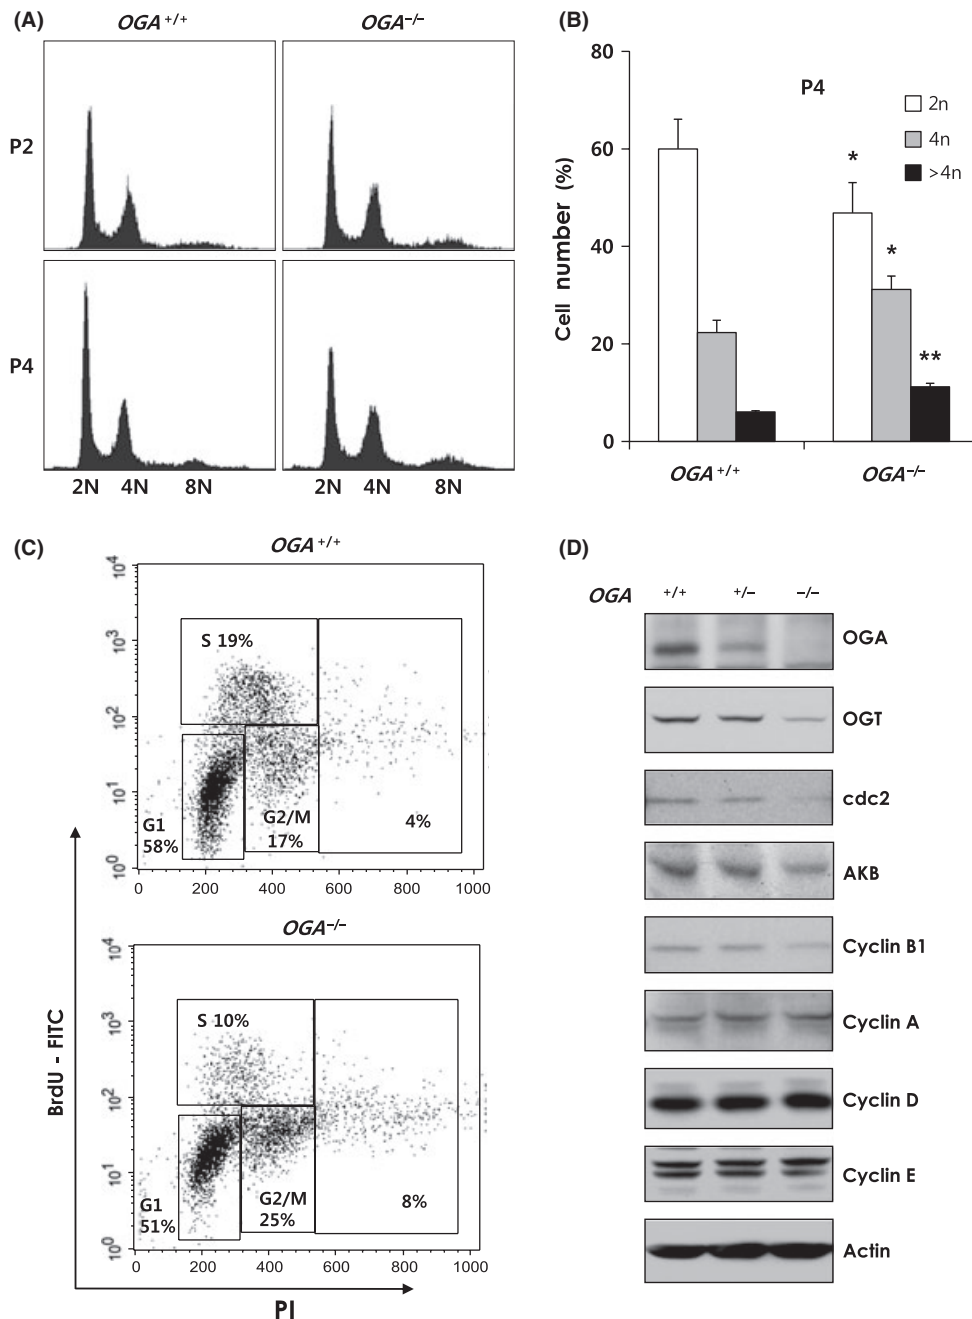 (A)
OGA+/+
OGA−/−
P2
P4
2N 4N 8N
2N 4N 8N
(B)
P4
2n
4n
>4n
Cell number (%)
80
60
40
20
0
*
*
**
OGA+/+
OGA−/−
(C)
OGA+/+
10^4
10^3
10^2
10^1
10^0
S 19%
G1
58%
G2/M
17%
4%
0 200 400 600 800 1000
OGA−/−
10^4
10^3
10^2
10^1
10^0
S 10%
G1
51%
G2/M
25%
8%
0 200 400 600 800 1000
BrdU - FITC
PI
(D)
OGA +/+ +/− −/−
OGA
OGT
cdc2
AKB
Cyclin B1
Cyclin A
Cyclin D
Cyclin E
Actin